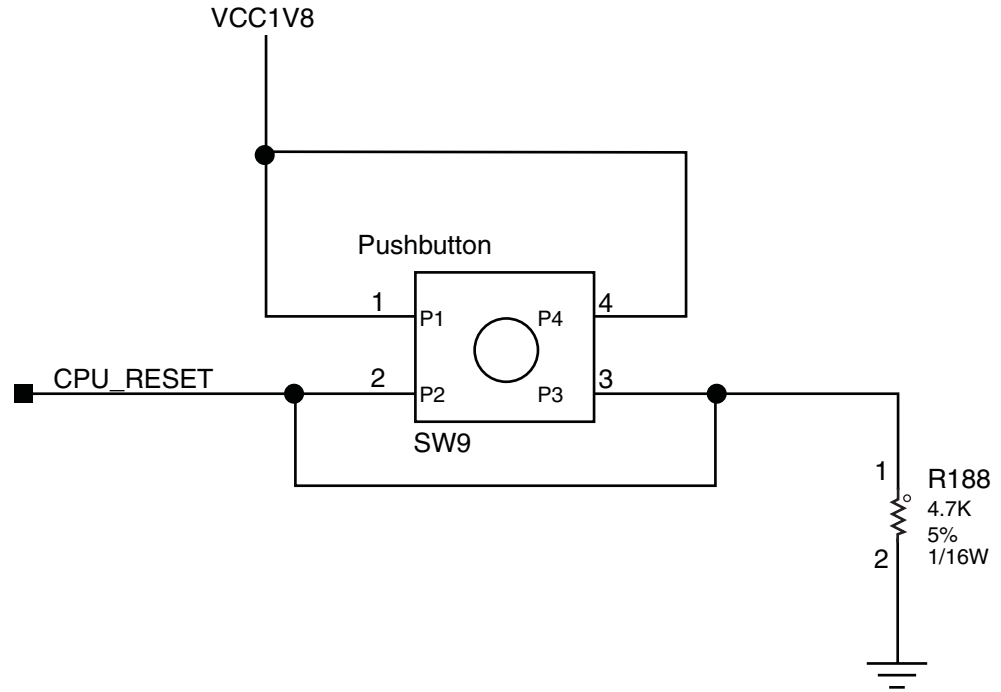 VCC1V8
Pushbutton
1
4
P1
P4
CPU_RESET
2
3
P2
P3
SW9
1
R188
4.7K
5%
2
1/16W